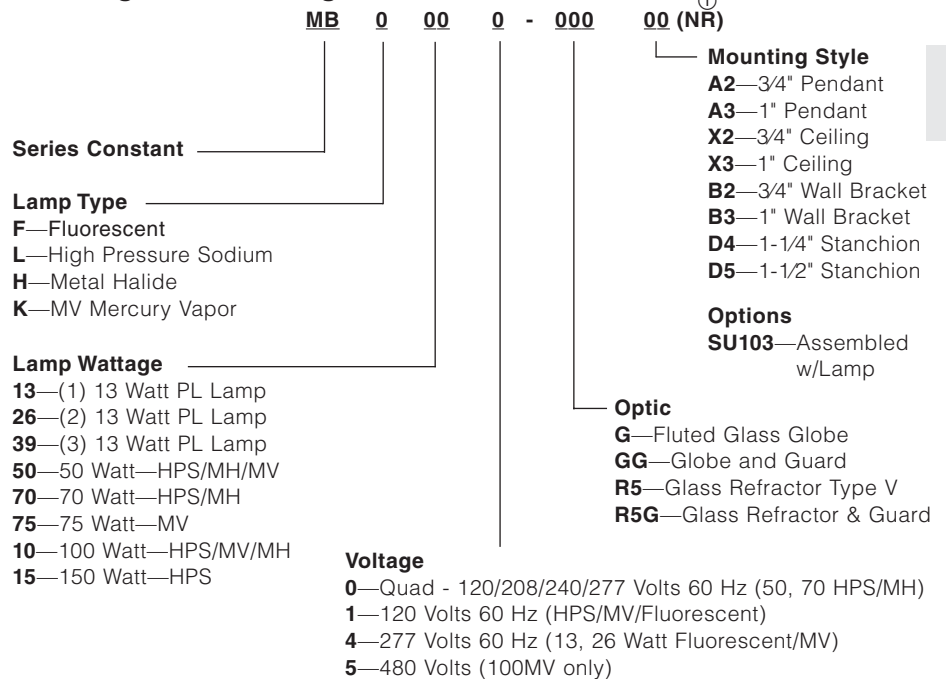 MB 0 00 0 - 000 00 (NR) ①
Mounting Style
A2—3⁄4" Pendant
A3—1" Pendant
X2—3⁄4" Ceiling
X3—1" Ceiling
B2—3⁄4" Wall Bracket
B3—1" Wall Bracket
D4—1-1⁄4" Stanchion
D5—1-1⁄2" Stanchion
Options
SU103—Assembled
w/Lamp
Series Constant
Lamp Type
F—Fluorescent
L—High Pressure Sodium
H—Metal Halide
K—MV Mercury Vapor
Lamp Wattage
13—(1) 13 Watt PL Lamp
26—(2) 13 Watt PL Lamp
39—(3) 13 Watt PL Lamp
50—50 Watt—HPS/MH/MV
70—70 Watt—HPS/MH
75—75 Watt—MV
10—100 Watt—HPS/MV/MH
15—150 Watt—HPS
Optic
G—Fluted Glass Globe
GG—Globe and Guard
R5—Glass Refractor Type V
R5G—Glass Refractor & Guard
Voltage
0—Quad - 120/208/240/277 Volts 60 Hz (50, 70 HPS/MH)
1—120 Volts 60 Hz (HPS/MV/Fluorescent)
4—277 Volts 60 Hz (13, 26 Watt Fluorescent/MV)
5—480 Volts (100MV only)